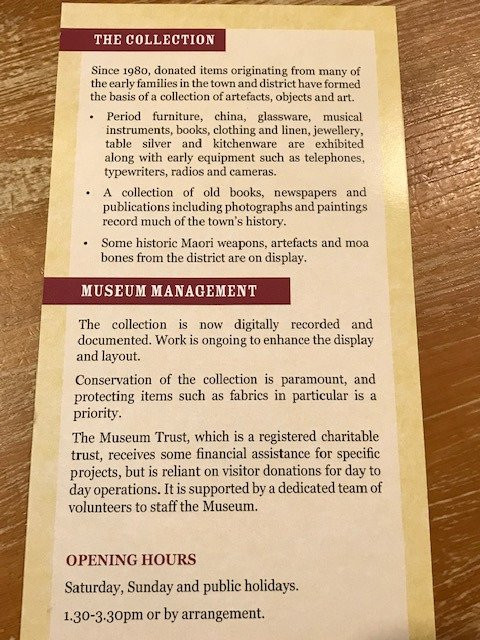 THE COLLECTION
Since 1980, donated items originating from many of
the early families in the town and district have formed
the basis of a collection of artefacts, objects and art.
• Period furniture, china, glassware, musical
instruments, books, clothing and linen, jewellery,
table silver and kitchenware are exhibited
along with early equipment such as telephones,
typewriters, radios and cameras.
• A collection of old books, newspapers and
publications including photographs and paintings
record much of the town's history.
• Some historic Maori weapons, artefacts and moa
bones from the district are on display.
MUSEUM MANAGEMENT
The collection is now digitally recorded and
documented. Work is ongoing to enhance the display
and layout.
Conservation of the collection is paramount, and
protecting items such as fabrics in particular is a
priority.
The Museum Trust, which is a registered charitable
trust, receives some financial assistance for specific
projects, but is reliant on visitor donations for day to
day operations. It is supported by a dedicated team of
volunteers to staff the Museum.
OPENING HOURS
Saturday, Sunday and public holidays.
1.30-3.30pm or by arrangement.